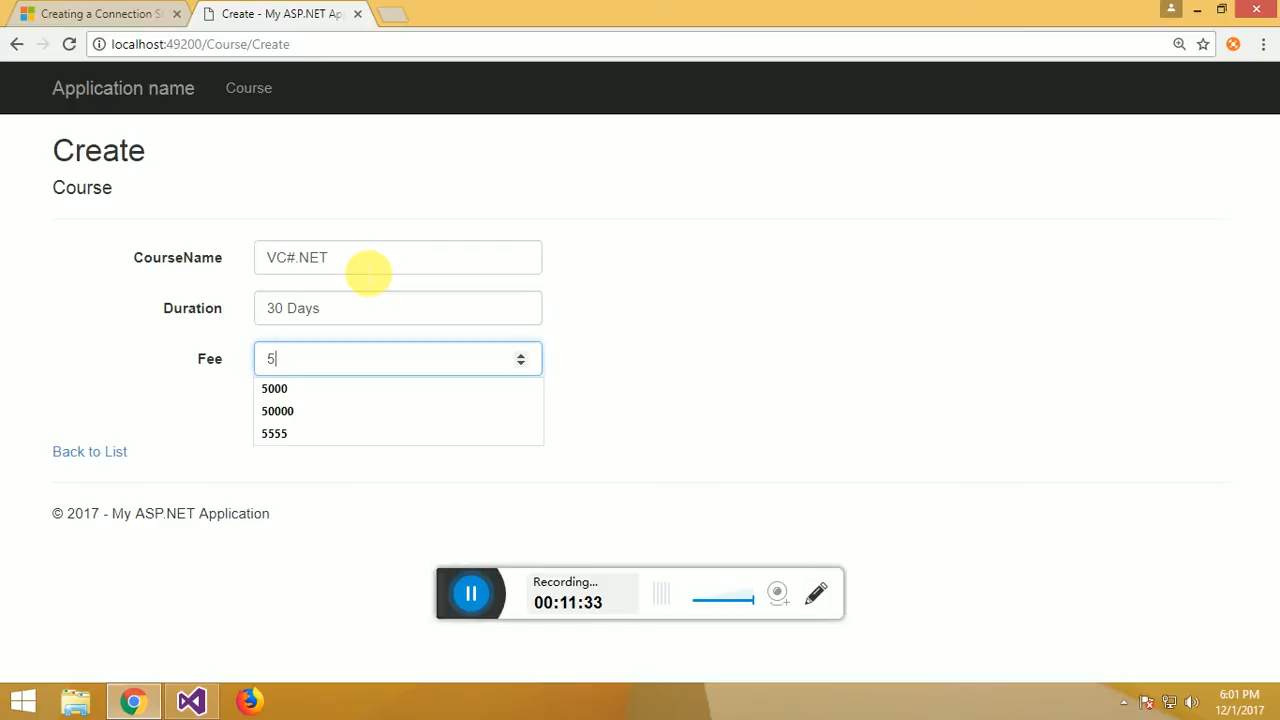 Creating a Connection S
Create - My ASP.NET Ap
localhost:49200/Course/Create
Application name
Course
Create
Course
CourseName
VC#.NET
Duration
30 Days
Fee
5
5000
50000
5555
Back to List
© 2017 - My ASP.NET Application
Recording...
00:11:33
6:01 PM
12/1/2017